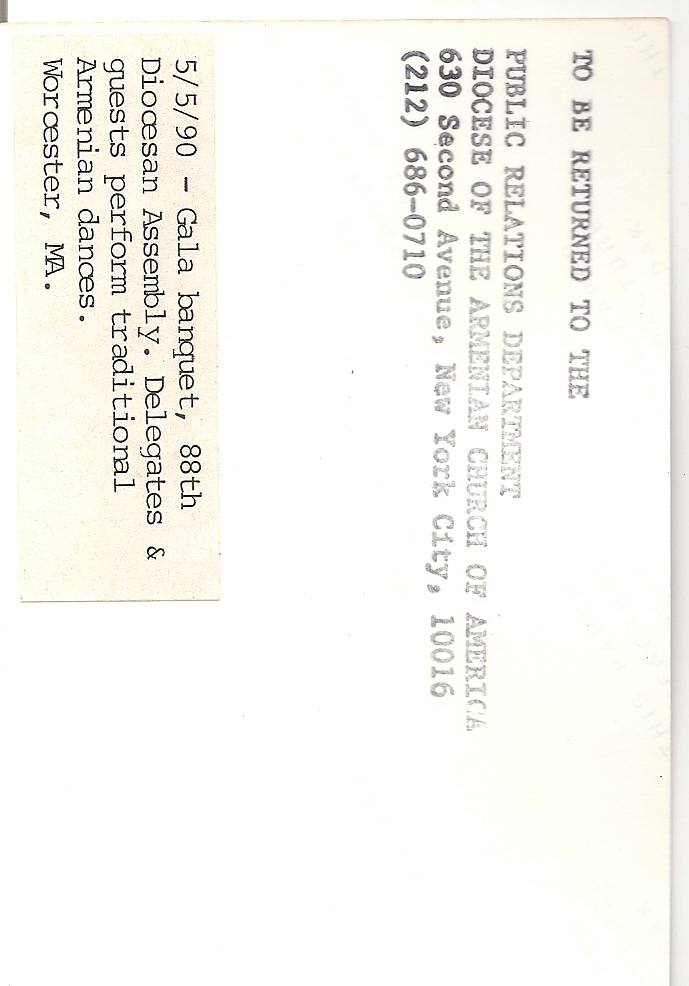 TO BE RETURNED TO THE
PUBLIC RELATIONS DEPARTMENT
DIOCESE OF THE ARMENIAN CHURCH OF AMERICA
630 Second Avenue, New York City, 10016
(212) 686-0710
5/5/90 - Gala banquet, 88th
Diocesan Assembly. Delegates &
guests perform traditional
Armenian dances.
Worcester, MA.